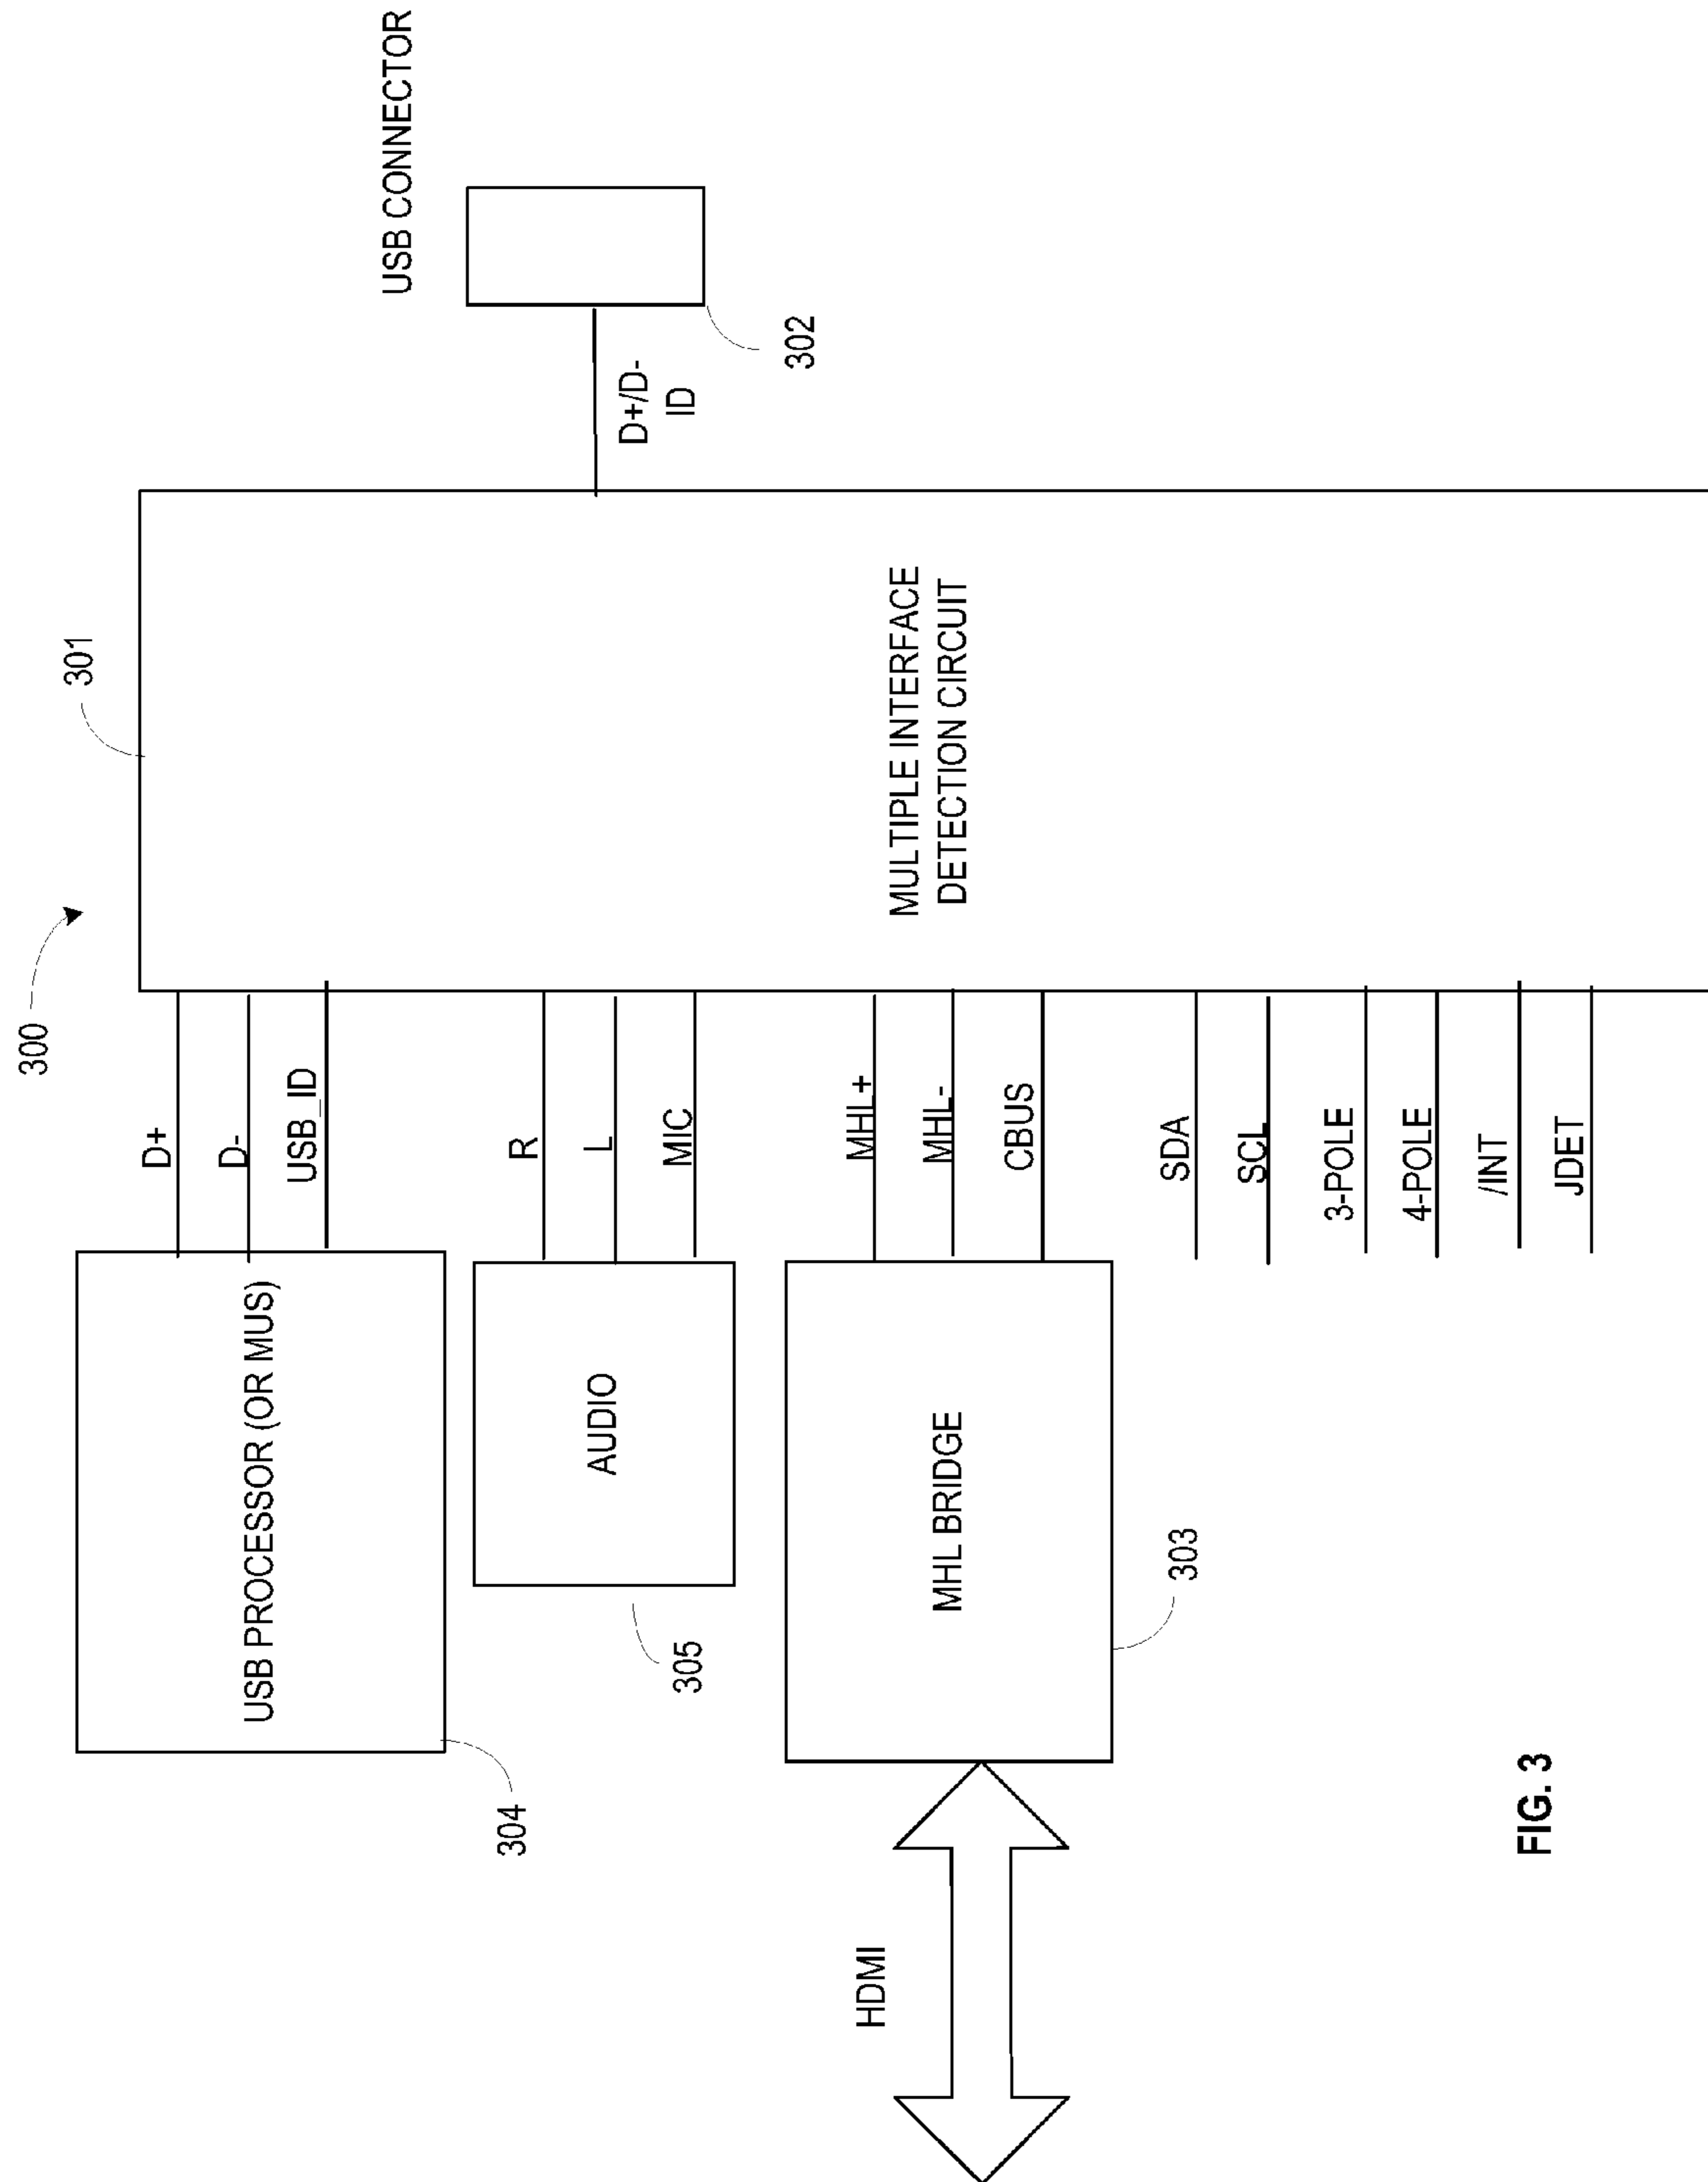 300
301
USB CONNECTOR
302
D+/D-
ID
MULTIPLE INTERFACE
DETECTION CIRCUIT
D+
D-
USB_ID
R
L
MIC
MHL+
MHL-
CBUS
SDA
SCL
3-POLE
4-POLE
/INT
JDET
USB PROCESSOR (OR MUS)
304
AUDIO
305
MHL BRIDGE
303
HDMI
FIG. 3